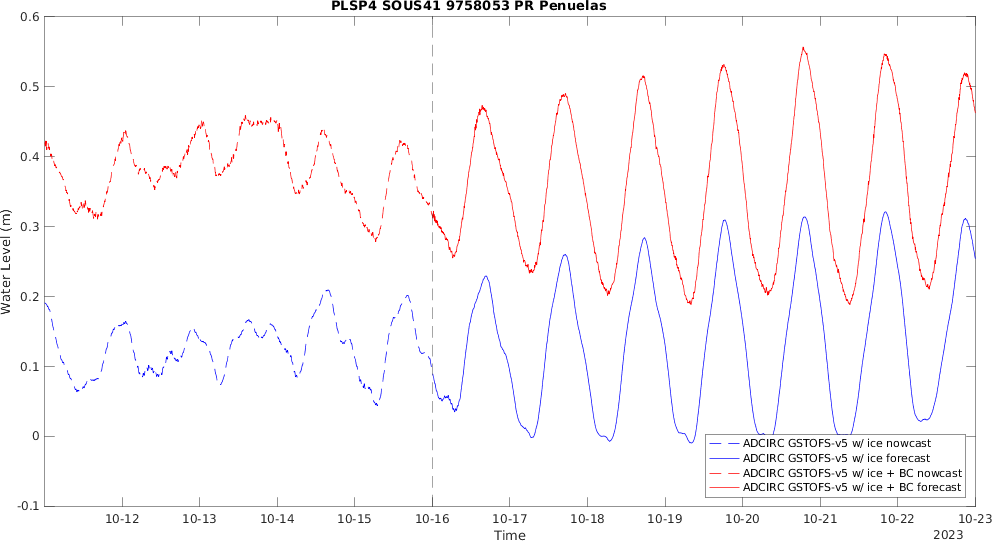 PLSP4 SOUS41 9758053 PR Penuelas
0.6
0.5
0.4
0.3
0.2
0.1
0
-0.1
Water Level (m)
10-12 10-13 10-14 10-15 10-16 10-17 10-18 10-19 10-20 10-21 10-22 10-23
Time
2023
ADCIRC GSTOFS-v5 w/ ice nowcast
ADCIRC GSTOFS-v5 w/ ice forecast
ADCIRC GSTOFS-v5 w/ ice + BC nowcast
ADCIRC GSTOFS-v5 w/ ice + BC forecast